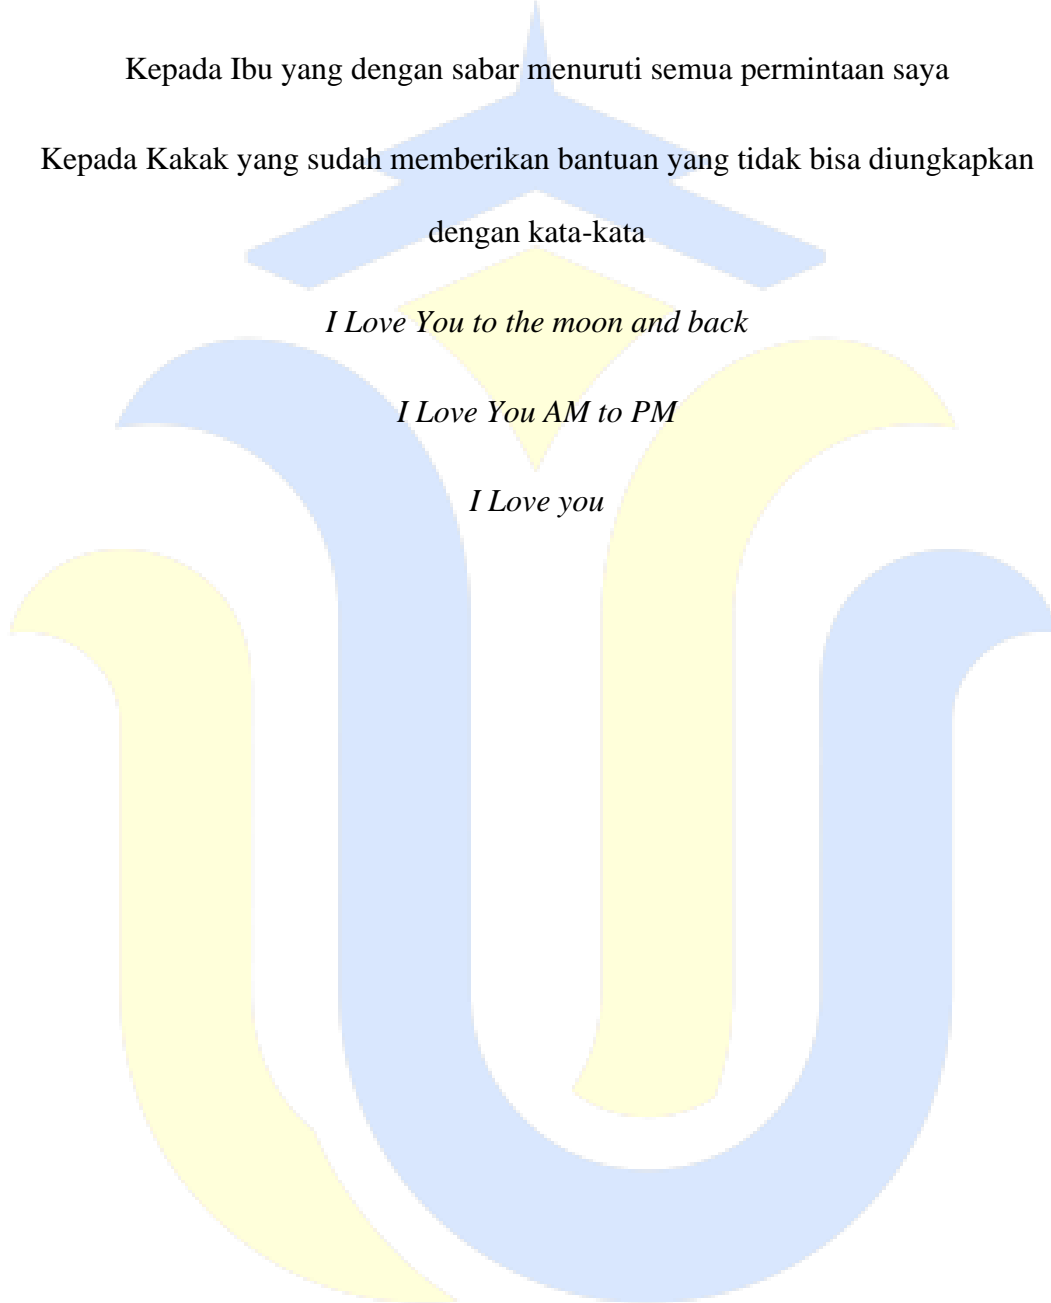 Kepada Ibu yang dengan sabar menuruti semua permintaan saya
Kepada Kakak yang sudah memberikan bantuan yang tidak bisa diungkapkan
dengan kata-kata
I Love You to the moon and back
I Love You AM to PM
I Love you